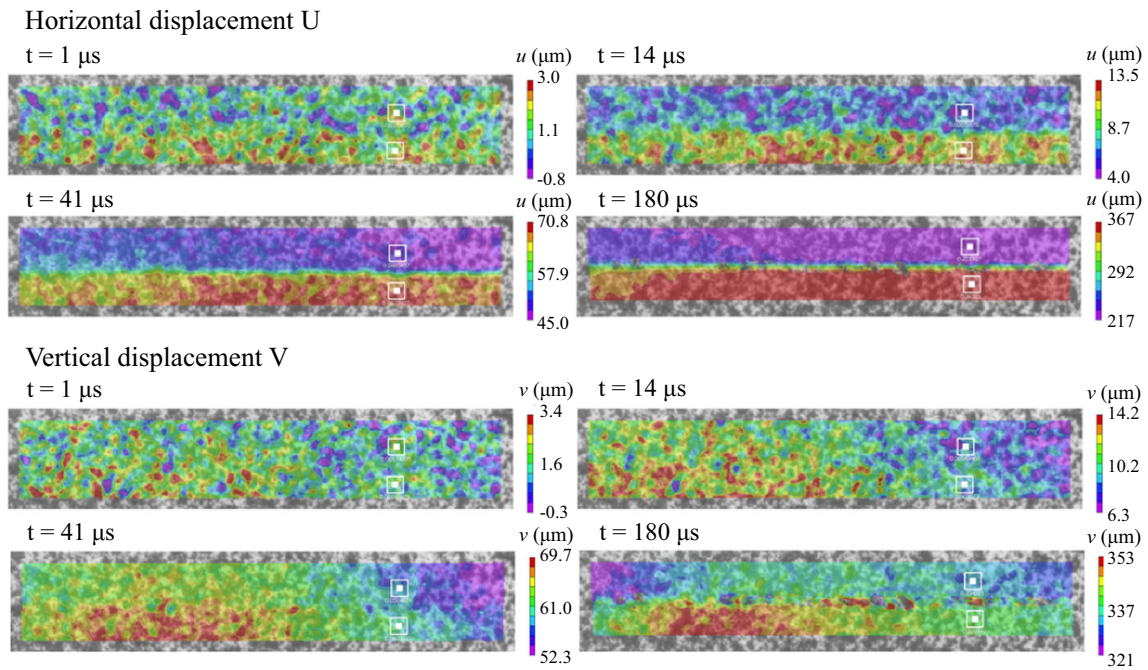 Horizontal displacement U
t = 1 μs
u (μm)
3.0
1.1
-0.8
t = 14 μs
u (μm)
13.5
8.7
4.0
t = 41 μs
u (μm)
70.8
57.9
45.0
t = 180 μs
u (μm)
367
292
217
Vertical displacement V
t = 1 μs
v (μm)
3.4
1.6
-0.3
t = 14 μs
v (μm)
14.2
10.2
6.3
t = 41 μs
v (μm)
69.7
61.0
52.3
t = 180 μs
v (μm)
353
337
321